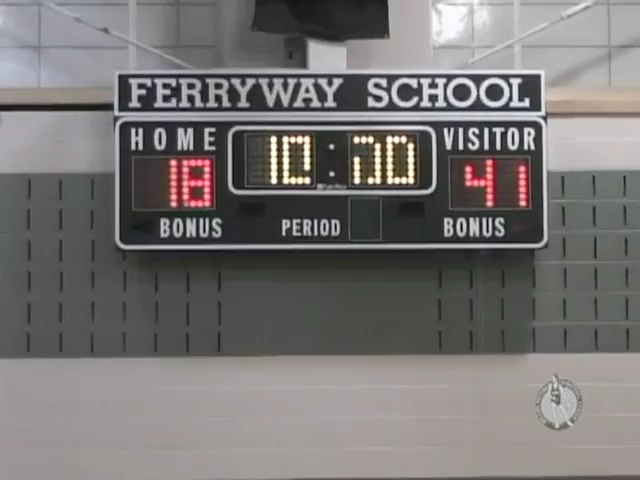 FERRYWAY SCHOOL
HOME 10:00 VISITOR
18 41
BONUS PERIOD BONUS